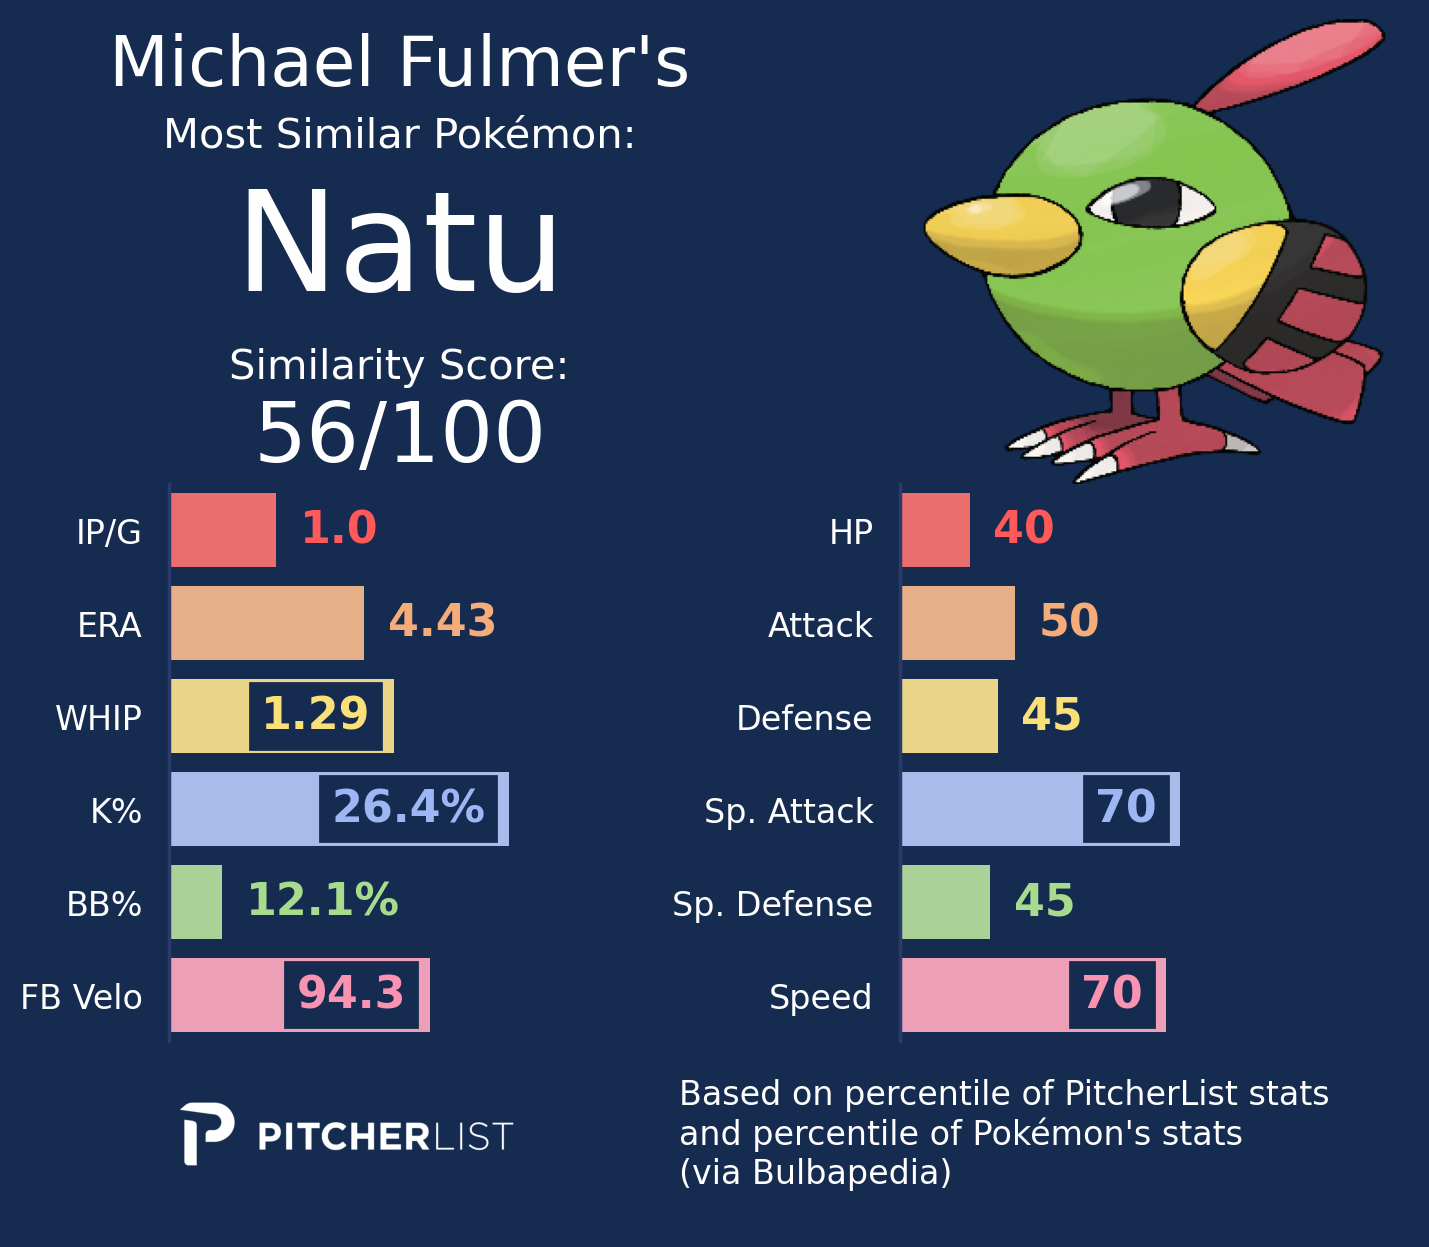 Michael Fulmer's
Most Similar Pokémon:
Natu
Similarity Score:
56/100
IP/G 1.0
ERA 4.43
WHIP 1.29
K% 26.4%
BB% 12.1%
FB Velo 94.3
HP 40
Attack 50
Defense 45
Sp. Attack 70
Sp. Defense 45
Speed 70
PITCHERLIST
Based on percentile of PitcherList stats
and percentile of Pokémon's stats
(via Bulbapedia)